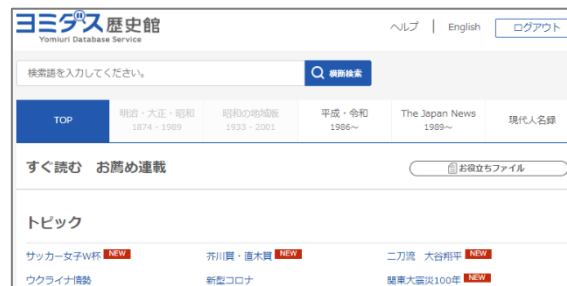 ヨミダス歴史館
Yomiuri Database Service
ヘルプ | English ログアウト
検索語を入力してください。 横断検索
TOP 明治・大正・昭和 昭和の地域版 平成・令和 The Japan News 現代人名録
1874 - 1989 1933 - 2001 1986～ 1989～
すぐ読む お薦め連載 お役立ちファイル
トピック
サッカー女子W杯 NEW 芥川賞・直木賞 NEW 二刀流 大谷翔平 NEW
ウクライナ情勢 新型コロナ 関東大震災100年 NEW